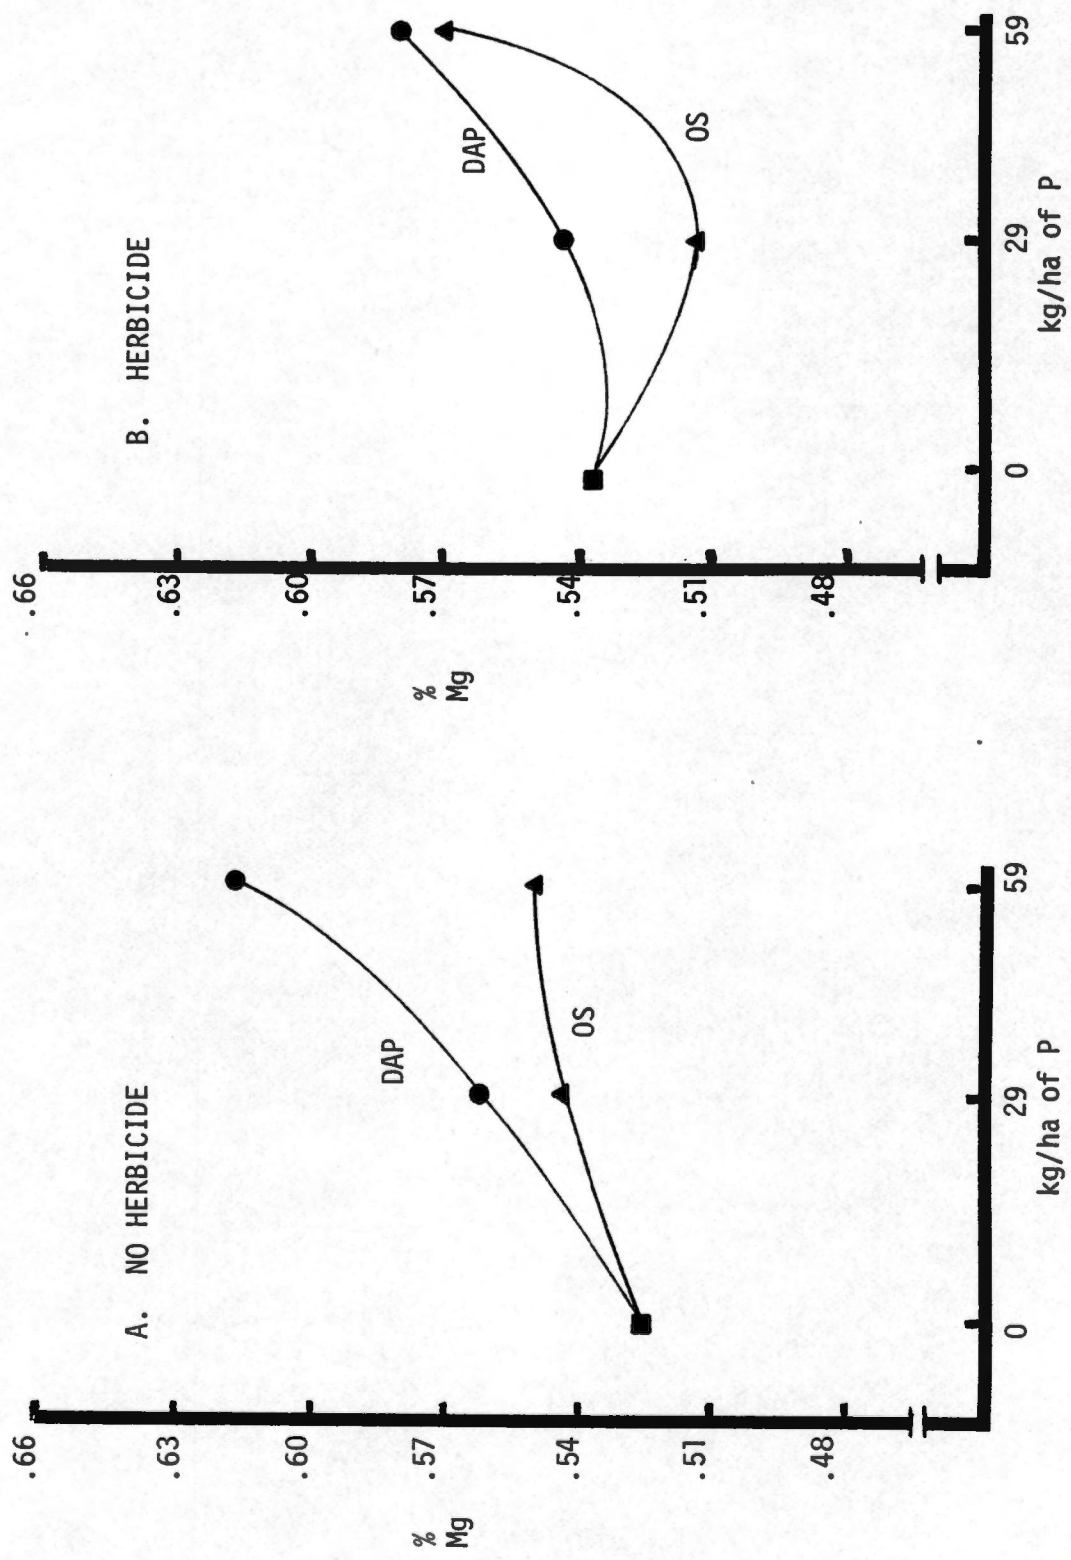 A. NO HERBICIDE
.66
.63
.60
.57
.54
.51
.48
%
Mg
DAP
OS
0
29
59
kg/ha of P
B. HERBICIDE
.66
.63
.60
.57
.54
.51
.48
%
Mg
DAP
OS
0
29
59
kg/ha of P